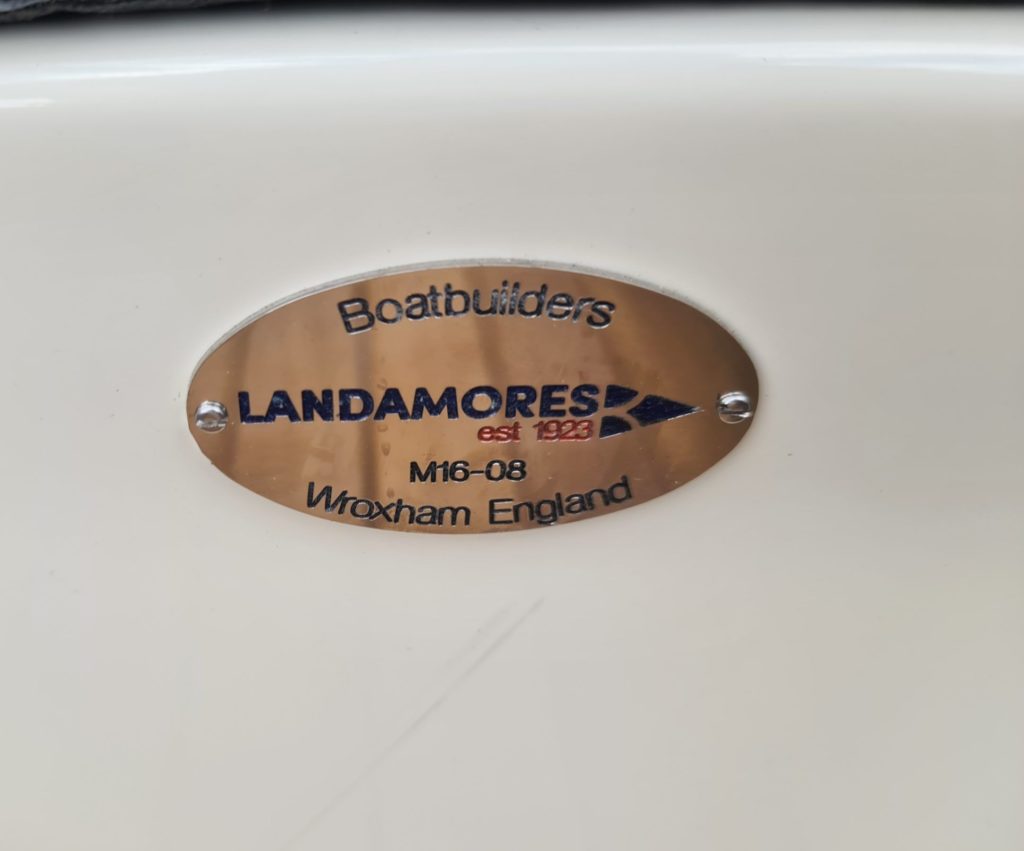 Boatbuilders
LANDAMORES
est 1923
M16-08
Wroxham England